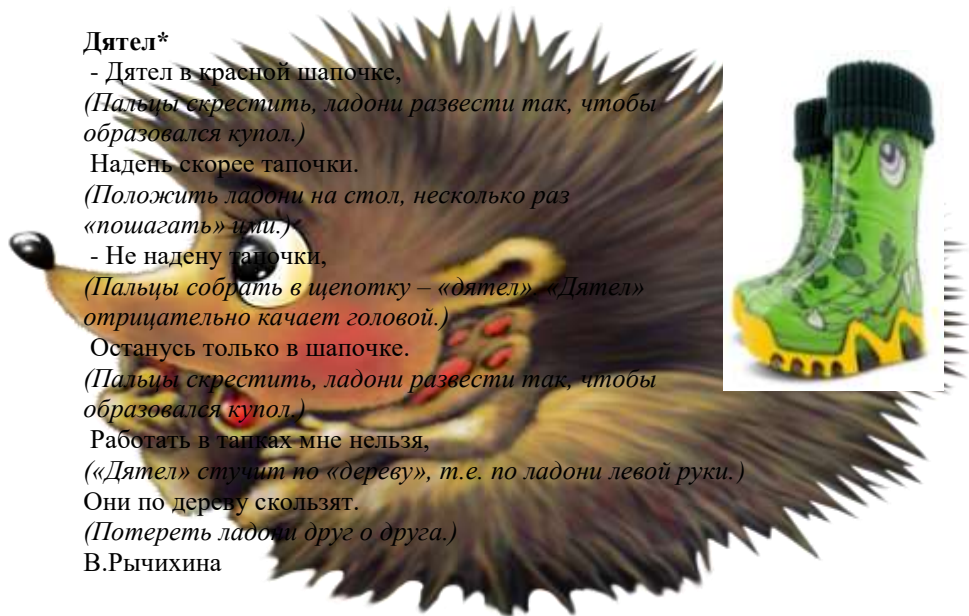 Дятел*
- Дятел в красной шапочке,
(Пальцы скрестить, ладони развести так, чтобы
образовался купол.)
Надень скорее тапочки.
(Положить ладони на стол, несколько раз
«пошагать» ими.)
- Не надену тапочки,
(Пальцы собрать в щепотку – «дятел». «Дятел»
отрицательно качает головой.)
Останусь только в шапочке.
(Пальцы скрестить, ладони развести так, чтобы
образовался купол.)
Работать в тапках мне нельзя,
(«Дятел» стучит по «дереву», т.е. по ладони левой руки.)
Они по дереву скользят.
(Потереть ладони друг о друга.)
В.Рычихина